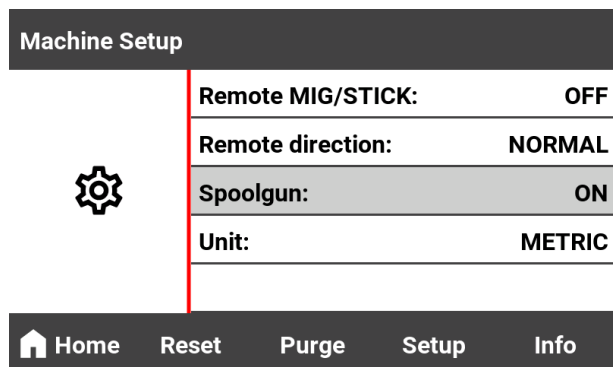 Machine Setup
Remote MIG/STICK: OFF
Remote direction: NORMAL
Spoolgun: ON
Unit: METRIC
Home Reset Purge Setup Info